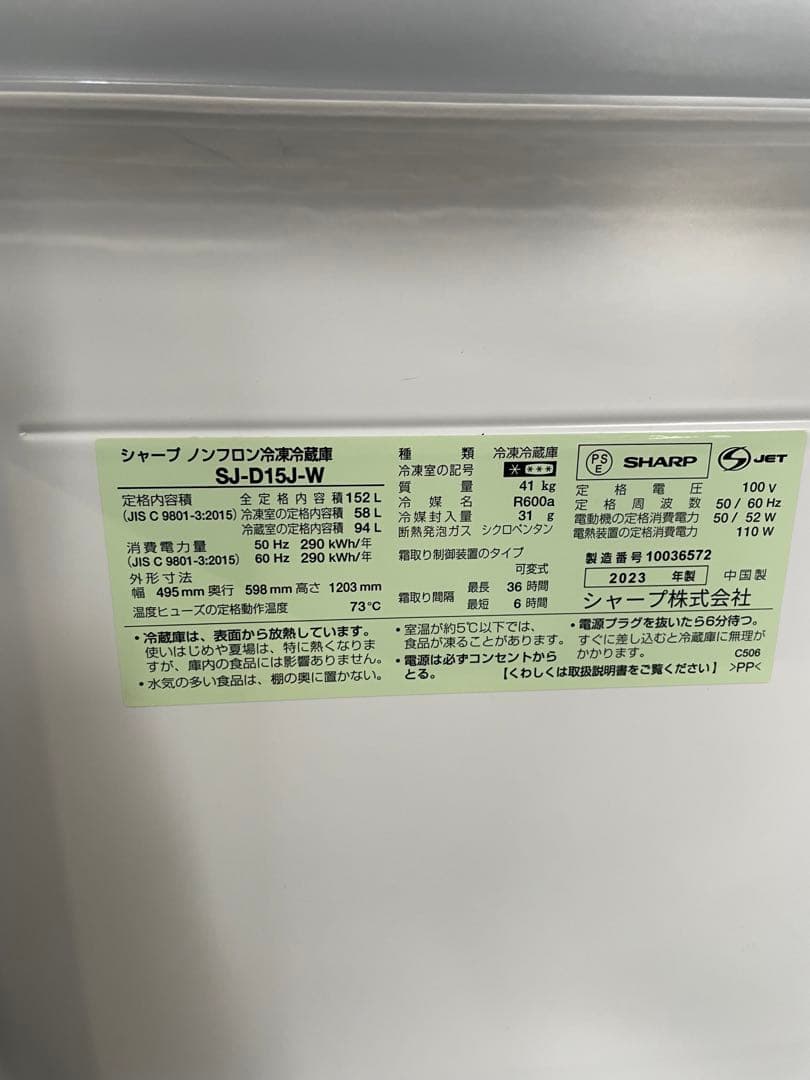 シャープ ノンフロン冷凍冷蔵庫
SJ-D15J-W
定格内容積 全定格内容積 152 L
(JIS C 9801-3:2015) 冷凍室の定格内容積 58 L
冷蔵室の定格内容積 94 L
消費電力量 50 Hz 290 kWh/年
(JIS C 9801-3:2015) 60 Hz 290 kWh/年
外形寸法
幅 495 mm 奥行 598 mm 高さ 1203 mm
温度ヒューズの定格動作温度 73℃
種類 冷凍冷蔵庫
冷凍室の記号 * ***
質量 41 kg
冷媒名 R600a
冷媒封入量 31 g
断熱発泡ガス シクロペンタン
霜取り制御装置のタイプ
可変式
霜取り間隔 最長 36 時間
最短 6 時間
PSE SHARP S JET
定格電圧 100 V
定格周波数 50 / 60 Hz
電動機の定格消費電力 50 / 52 W
電熱装置の定格消費電力 110 W
製造番号 10036572
2023 年製 中国製
シャープ株式会社
・冷蔵庫は、表面から放熱しています。
使いはじめや夏場は、特に熱くなりま
すが、庫内の食品には影響ありません。
・水気の多い食品は、棚の奥に置かない。
・室温が約5℃以下では、
食品が凍ることがあります。
・電源は必ずコンセントから
とる。
・電源プラグを抜いたら6分待つ。
すぐに差し込むと冷蔵庫に無理が
かかります。 C506
【くわしくは取扱説明書をご覧ください】 >PP<